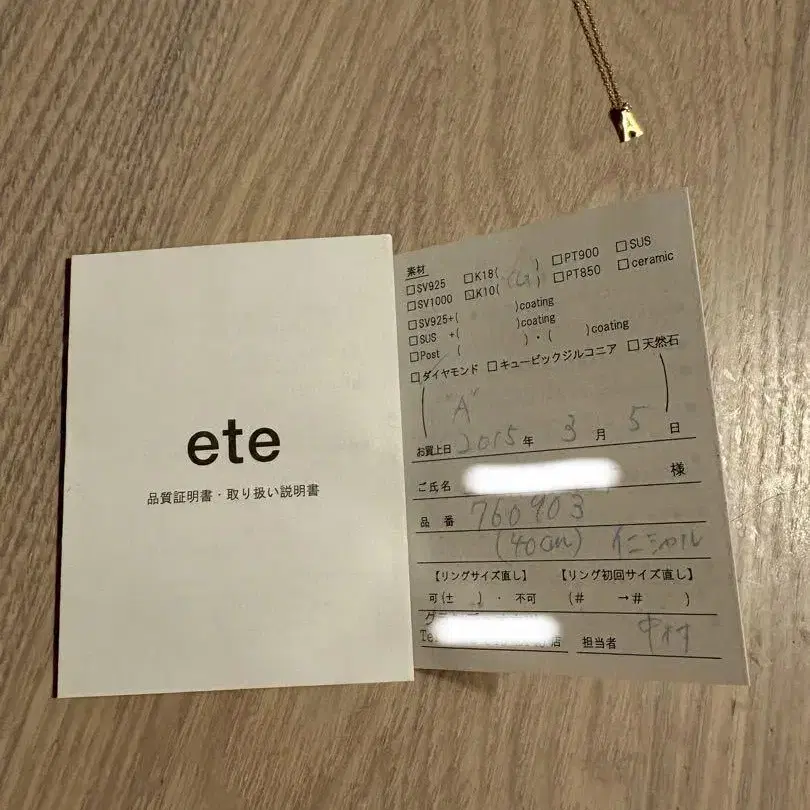 ete
品質証明書・取り扱い説明書
素材
□SV925 □K18( ) □PT900 □SUS
□SV1000 ☑K10( G ) □PT850 □ceramic
□SV925+( )coating
□SUS +( )coating
□Post ( )・( )coating
□ダイヤモンド □キュービックジルコニア □天然石
( "A" )
お買上日 2015 年 3 月 5 日
ご氏名 様
品 番 760903
(40cm) イニシャル
【リングサイズ直し】 【リング初回サイズ直し】
可(± ) ・ 不可 (# →# )
店 担当者